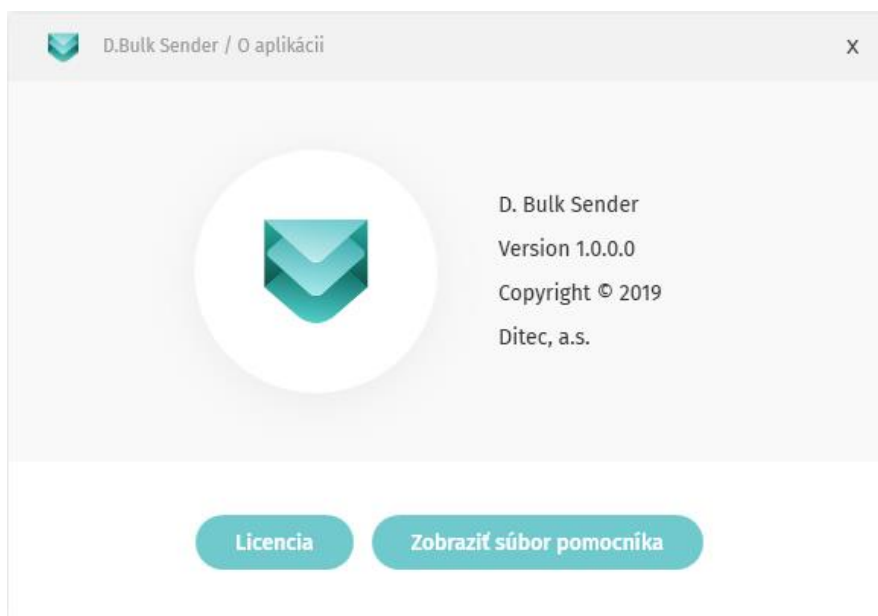 D.Bulk Sender / O aplikácii
X
D. Bulk Sender
Version 1.0.0.0
Copyright © 2019
Ditec, a.s.
Licencia
Zobraziť súbor pomocníka